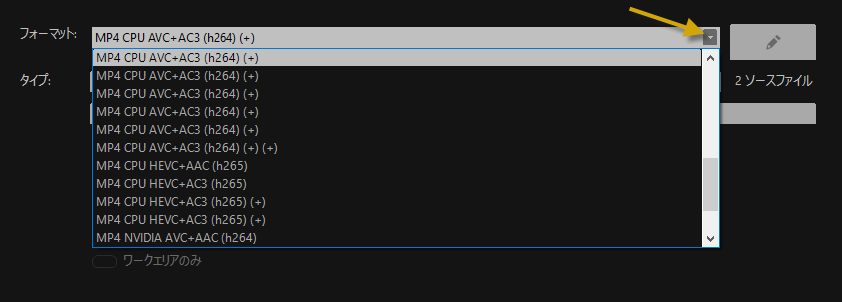 フォーマット: MP4 CPU AVC+AC3 (h264) (+)
MP4 CPU AVC+AC3 (h264) (+)
タイプ:
MP4 CPU AVC+AC3 (h264) (+)
2 ソースファイル
MP4 CPU AVC+AC3 (h264) (+)
MP4 CPU AVC+AC3 (h264) (+)
MP4 CPU AVC+AC3 (h264) (+)
MP4 CPU AVC+AC3 (h264) (+) (+)
MP4 CPU HEVC+AAC (h265)
MP4 CPU HEVC+AC3 (h265)
MP4 CPU HEVC+AC3 (h265) (+)
MP4 CPU HEVC+AC3 (h265) (+)
MP4 NVIDIA AVC+AAC (h264)
ワークェリアのみ